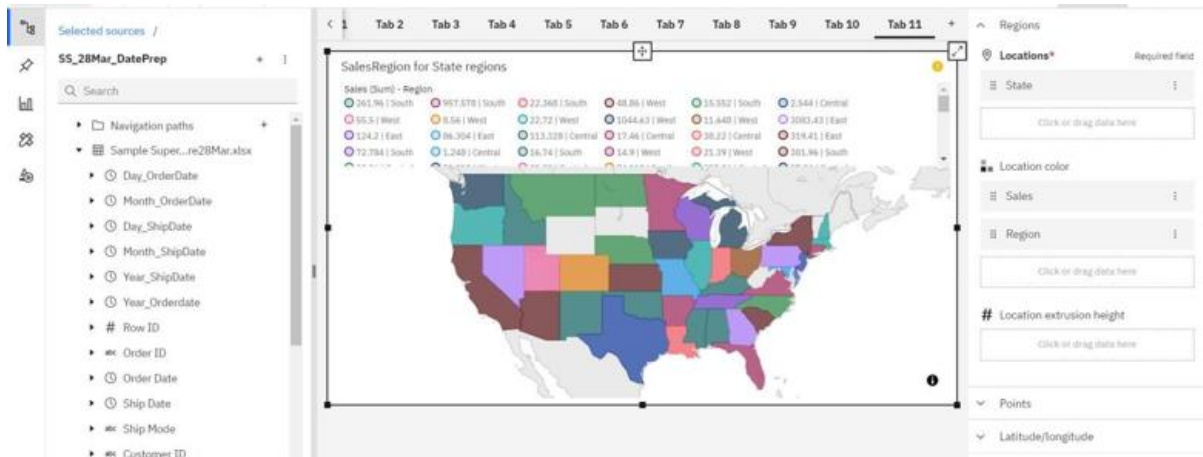 Selected sources /
SS_28Mar_DatePrep
Search
Navigation paths
Sample Super...re28Mar.xlsx
Day_OrderDate
Month_OrderDate
Day_ShipDate
Month_ShipDate
Year_ShipDate
Year_Orderdate
Row ID
abc Order ID
Order Date
Ship Date
abc Ship Mode
abc Customer ID
Tab 2 Tab 3 Tab 4 Tab 5 Tab 6 Tab 7 Tab 8 Tab 9 Tab 10 Tab 11 +
SalesRegion for State regions
Sales (Sum) - Region
261.96 | South 957.578 | South 22.368 | South 48.86 | West 15.552 | South 2.544 | Central
55.5 | West 8.56 | West 22.72 | West 1044.63 | West 11.648 | West 3083.43 | East
124.2 | East 86.304 | East 113.328 | Central 17.46 | Central 30.22 | Central 319.41 | East
72.784 | South 1.248 | Central 16.74 | South 14.9 | West 21.39 | West 201.96 | South
Regions
Locations* Required field
State
Click or drag data here
Location color
Sales
Region
Click or drag data here
# Location extrusion height
Click or drag data here
Points
Latitude/longitude